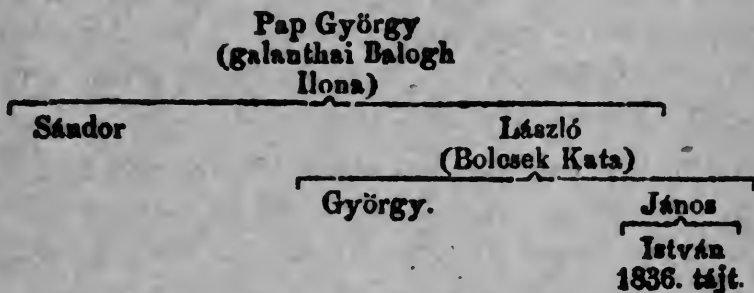 Pap György
(galanthai Balogh
Ilona)
Sándor László
(Bolcsek Kata)
György. János
István
1836. tájt.